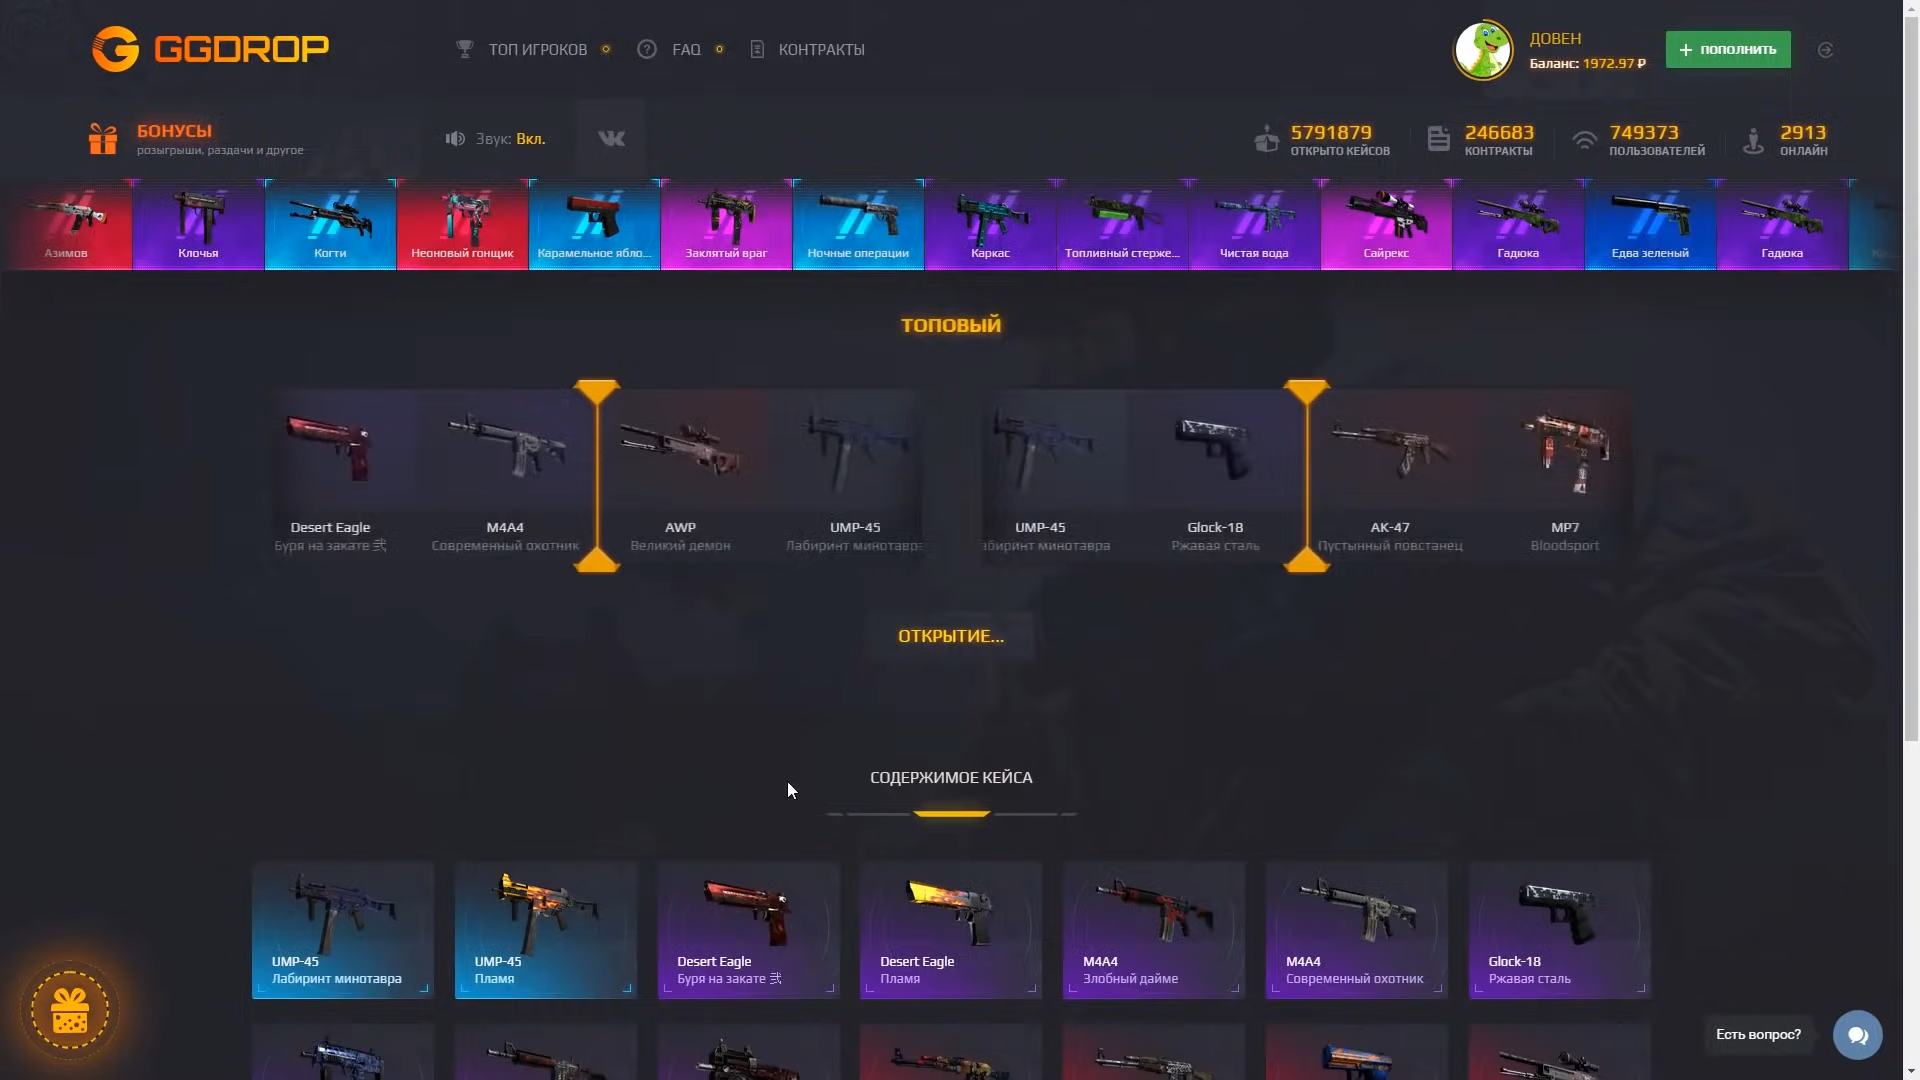 GGDROP
ТОП ИГРОКОВ
FAQ
КОНТРАКТЫ
ДОВЕН
Баланс: 1972.97 ₽
+ ПОПОЛНИТЬ
БОНУСЫ
розыгрыши, раздачи и другое
Звук: Вкл.
5791879
ОТКРЫТО КЕЙСОВ
246683
КОНТРАКТЫ
749373
ПОЛЬЗОВАТЕЛЕЙ
2913
ОНЛАЙН
Азимов
Клочья
Когти
Неоновый гонщик
Карамельное ябло...
Заклятый враг
Ночные операции
Каркас
Топливный стерже...
Чистая вода
Сайрекс
Гадюка
Едва зеленый
Гадюка
ТОПОВЫЙ
Desert Eagle
Буря на закате 弐
M4A4
Современный охотник
AWP
Великий демон
UMP-45
Лабиринт минотавра
UMP-45
абиринт минотавра
Glock-18
Ржавая сталь
AK-47
Пустынный повстанец
MP7
Bloodsport
ОТКРЫТИЕ...
СОДЕРЖИМОЕ КЕЙСА
UMP-45
Лабиринт минотавра
UMP-45
Пламя
Desert Eagle
Буря на закате 弐
Desert Eagle
Пламя
M4A4
Злобный дайме
M4A4
Современный охотник
Glock-18
Ржавая сталь
Есть вопрос?